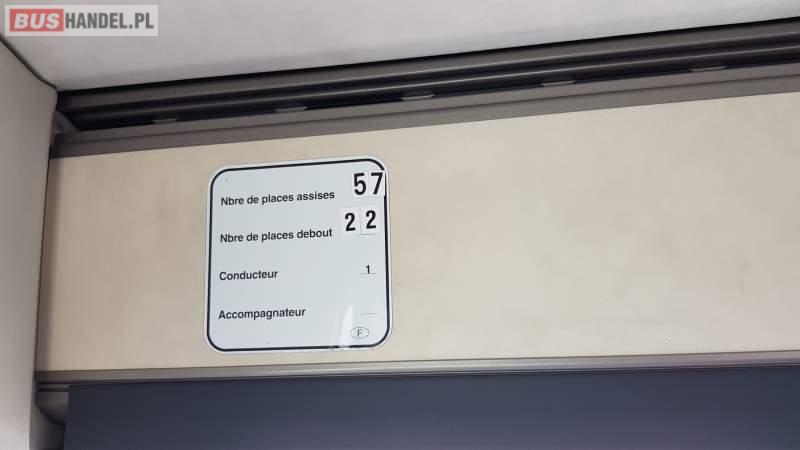 BUSHANDEL.PL
Nbre de places assises 57
Nbre de places debout 22
Conducteur 1
Accompagnateur
F